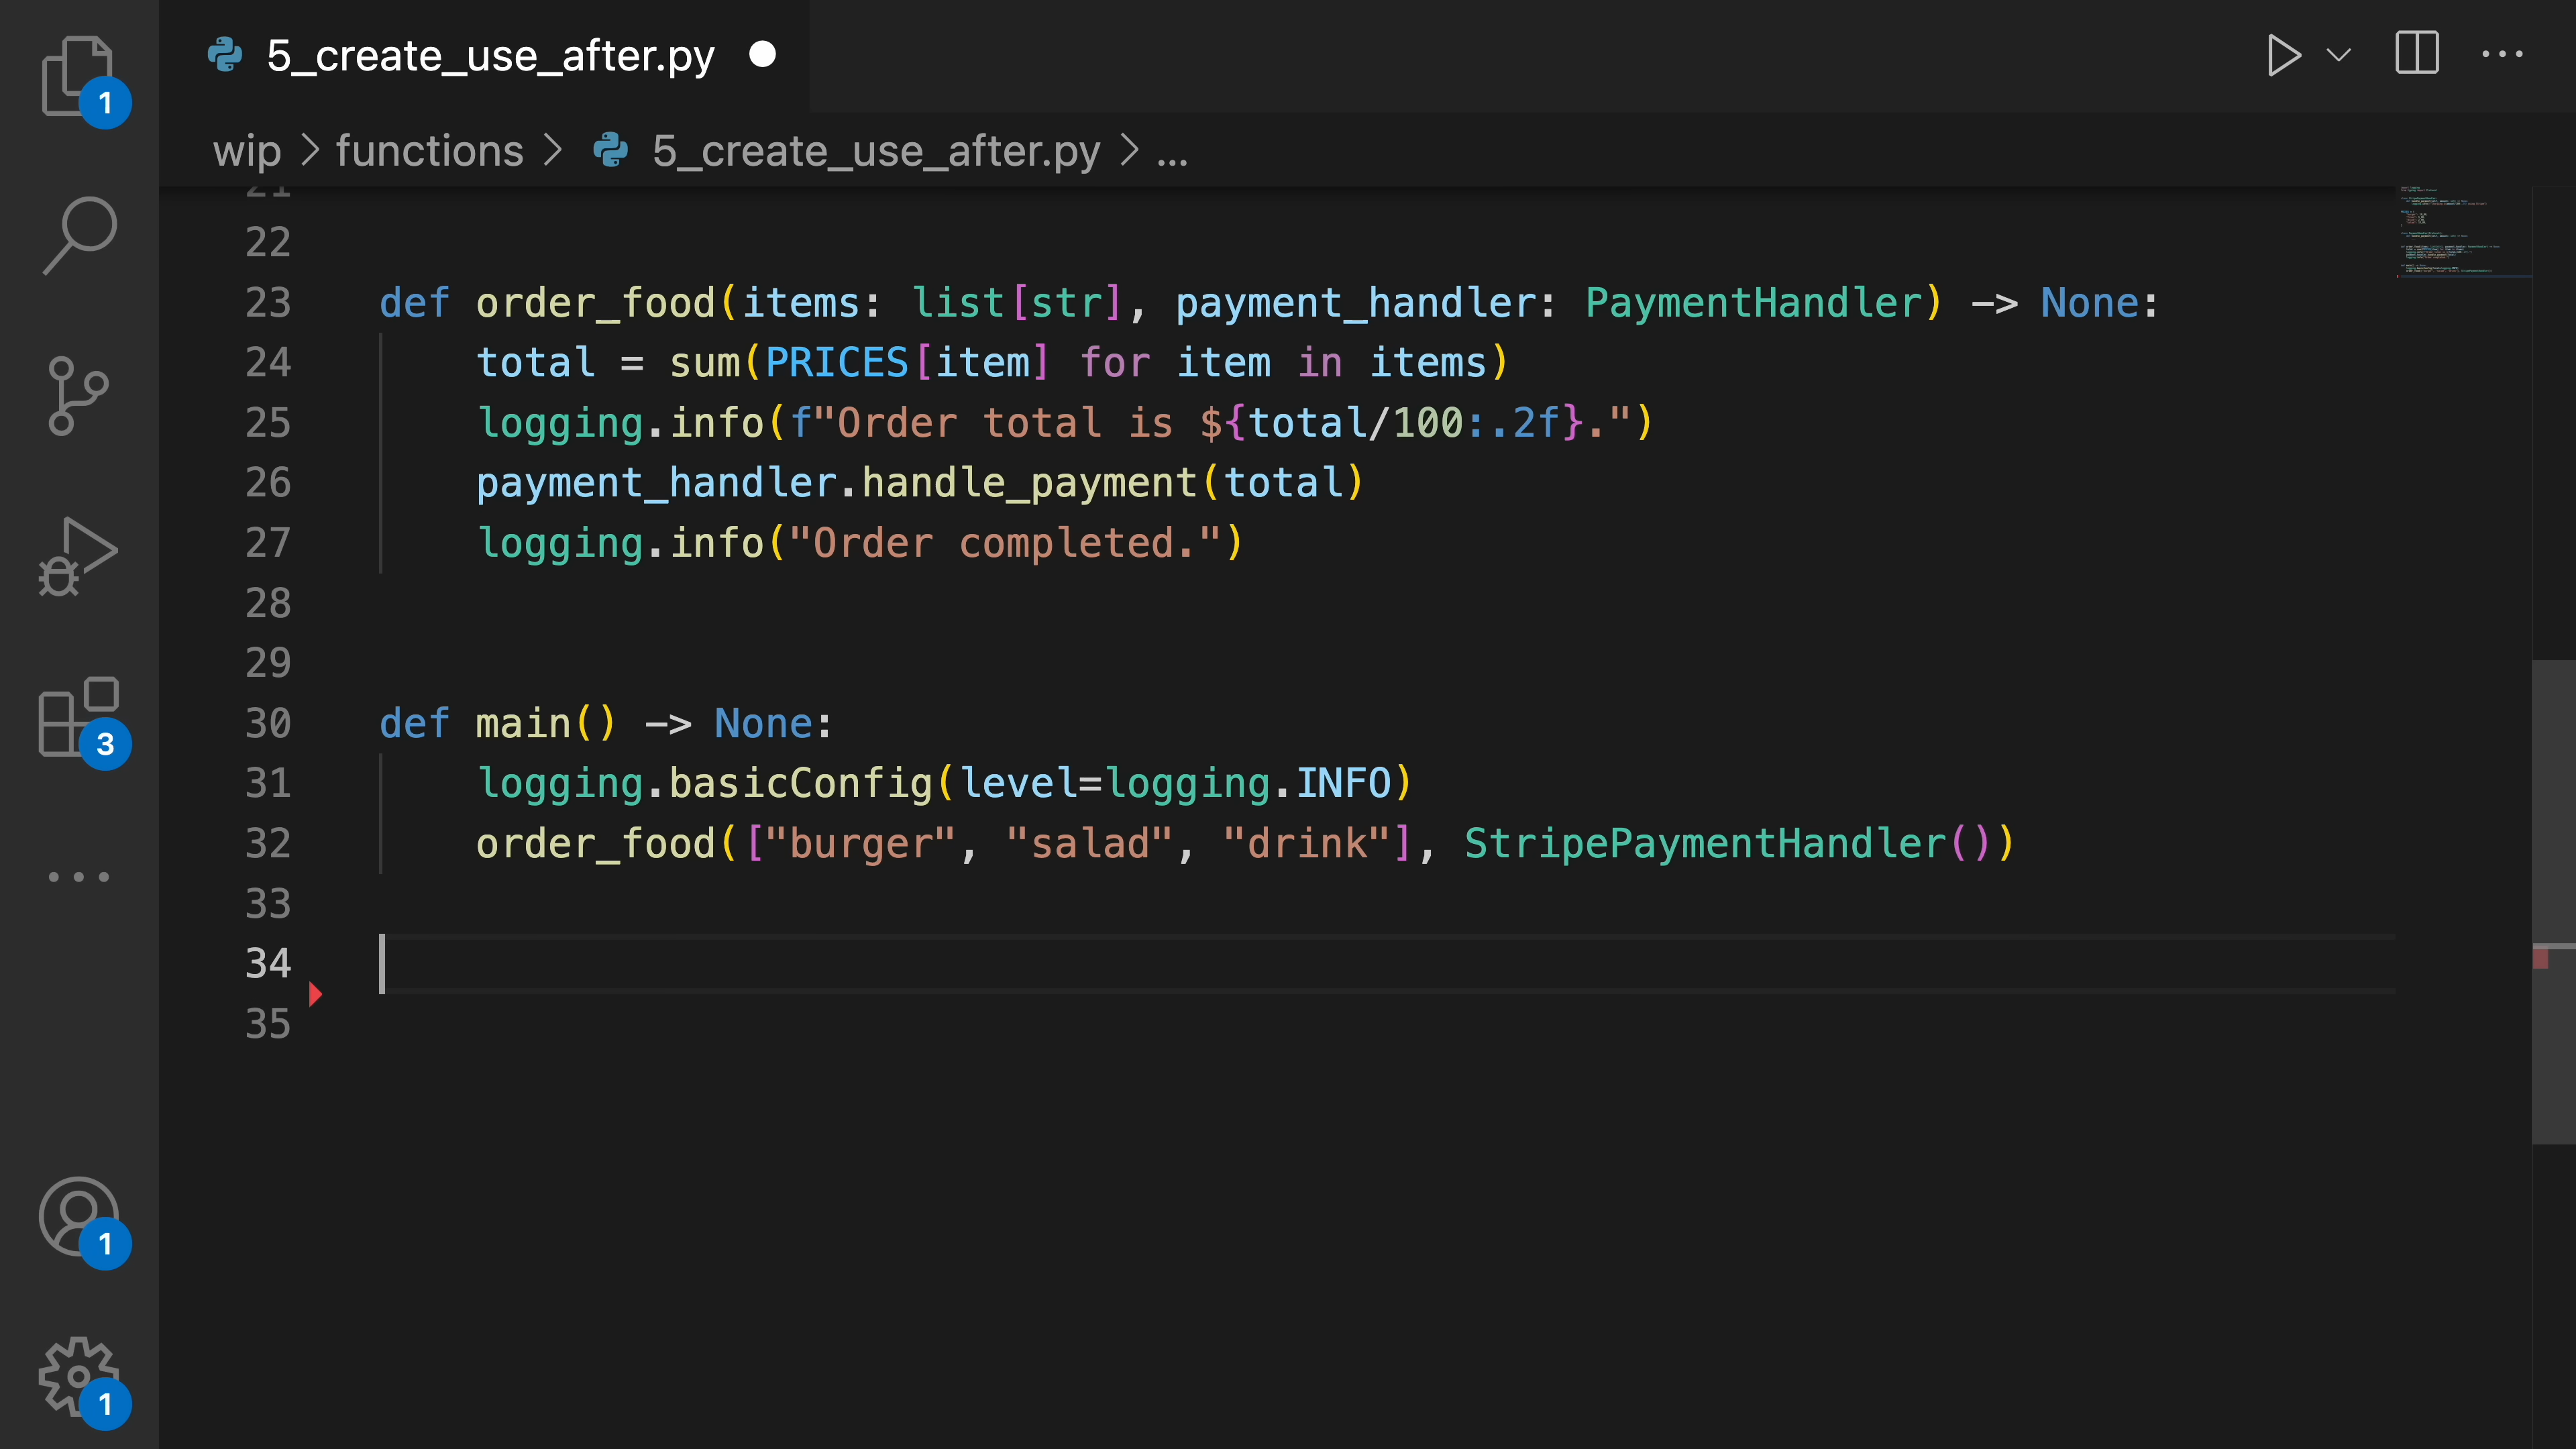 5_create_use_after.py
wip > functions > 5_create_use_after.py > ...
1
3
1
1
21
22
23 def order_food(items: list[str], payment_handler: PaymentHandler) -> None:
24 total = sum(PRICES[item] for item in items)
25 logging.info(f"Order total is ${total/100:.2f}.")
26 payment_handler.handle_payment(total)
27 logging.info("Order completed.")
28
29
30 def main() -> None:
31 logging.basicConfig(level=logging.INFO)
32 order_food(["burger", "salad", "drink"], StripePaymentHandler())
33
34
35